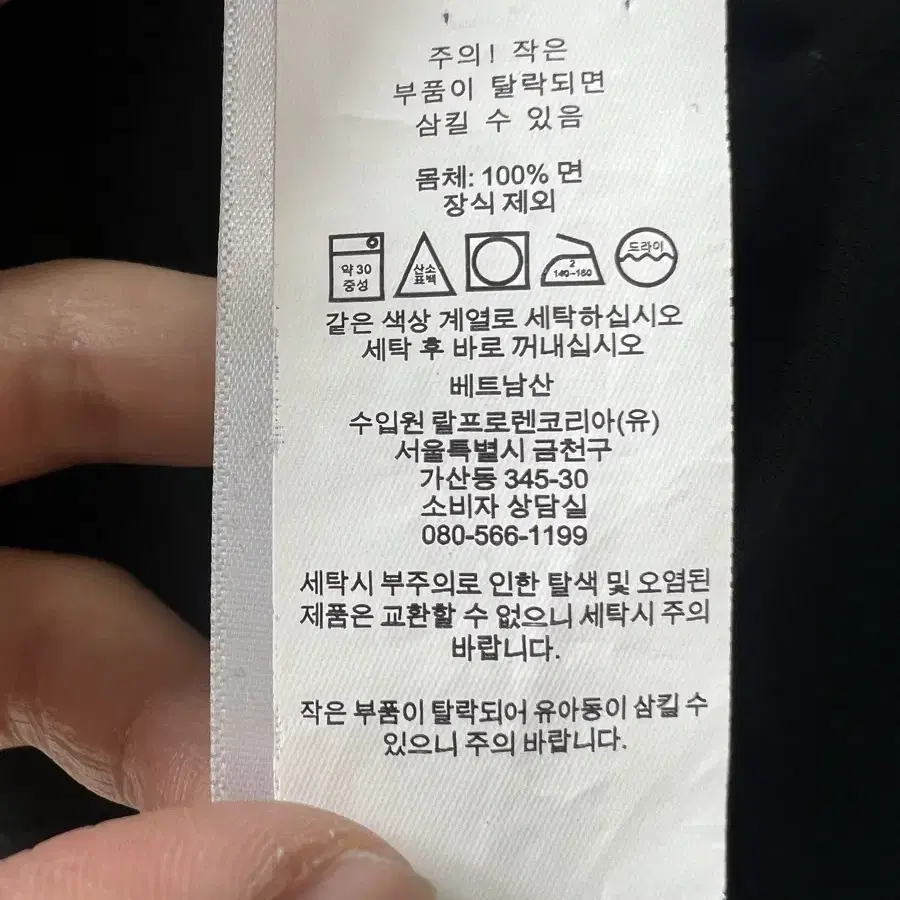 주의! 작은
부품이 탈락되면
삼킬 수 있음
몸체: 100% 면
장식 제외
약 30
중성
산소
표백
2
140~160
드라이
같은 색상 계열로 세탁하십시오
세탁 후 바로 꺼내십시오
베트남산
수입원 랄프로렌코리아(유)
서울특별시 금천구
가산동 345-30
소비자 상담실
080-566-1199
세탁시 부주의로 인한 탈색 및 오염된
제품은 교환할 수 없으니 세탁시 주의
바랍니다.
작은 부품이 탈락되어 유아동이 삼킬 수
있으니 주의 바랍니다.